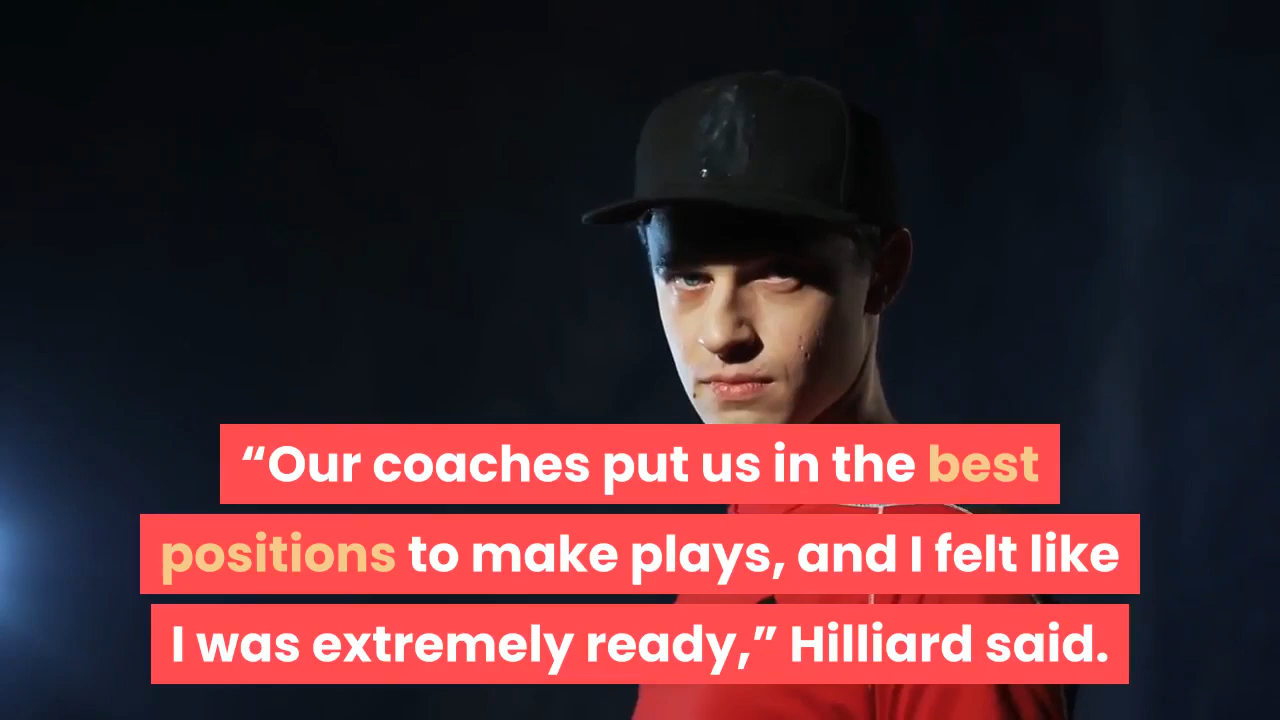 “Our coaches put us in the best
positions to make plays, and I felt like
I was extremely ready,” Hilliard said.